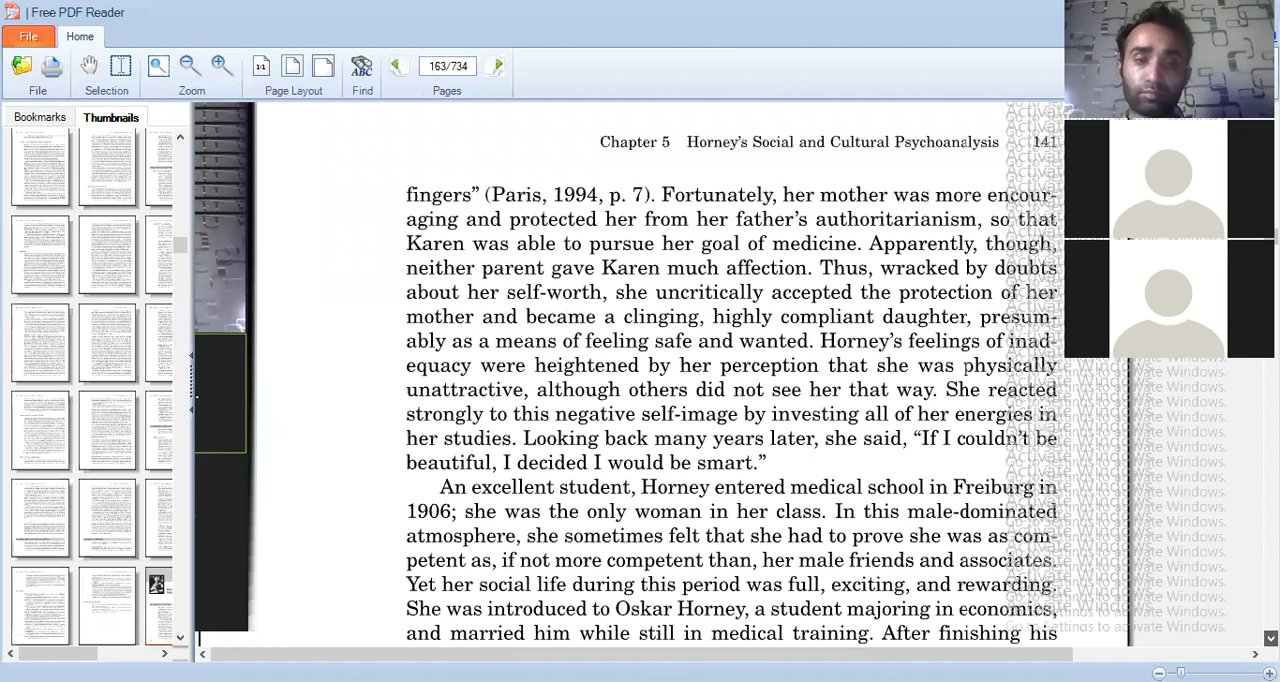 | Free PDF Reader
File
Home
File
Selection
Zoom
1:1
Page Layout
ABC
Find
163/734
Pages
Bookmarks
Thumbnails
Chapter 5 Horney's Social and Cultural Psychoanalysis 141
fingers” (Paris, 1994, p. 7). Fortunately, her mother was more encour-
aging and protected her from her father’s authoritarianism, so that
Karen was able to pursue her goal of medicine. Apparently, though,
neither parent gave Karen much affection. Thus, wracked by doubts
about her self-worth, she uncritically accepted the protection of her
mother and became a clinging, highly compliant daughter, presum-
ably as a means of feeling safe and wanted. Horney’s feelings of inad-
equacy were heightened by her perception that she was physically
unattractive, although others did not see her that way. She reacted
strongly to this negative self-image by investing all of her energies in
her studies. Looking back many years later, she said, “If I couldn’t be
beautiful, I decided I would be smart.”
An excellent student, Horney entered medical school in Freiburg in
1906; she was the only woman in her class. In this male-dominated
atmosphere, she sometimes felt that she had to prove she was as com-
petent as, if not more competent than, her male friends and associates.
Yet her social life during this period was full, exciting, and rewarding.
She was introduced to Oskar Horney, a student majoring in economics,
and married him while still in medical training. After finishing his
Go to Settings to activate Windows.